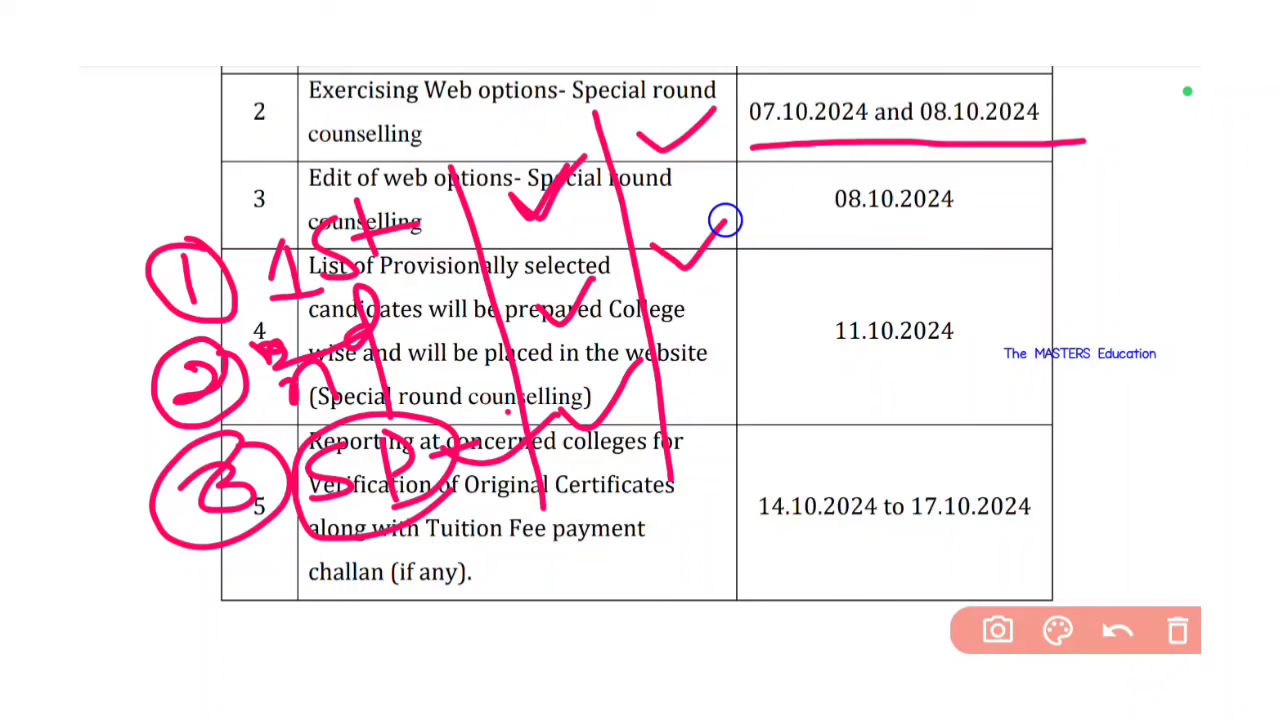 2
Exercising Web options- Special round
counselling
07.10.2024 and 08.10.2024
3
Edit of web options- Special round
counselling
08.10.2024
1
1st
4
List of Provisionally selected
candidates will be prepared College
wise and will be placed in the website
(Special round counselling)
11.10.2024
The MASTERS Education
2
2nd
3
SP
5
Reporting at concerned colleges for
Verification of Original Certificates
along with Tuition Fee payment
challan (if any).
14.10.2024 to 17.10.2024